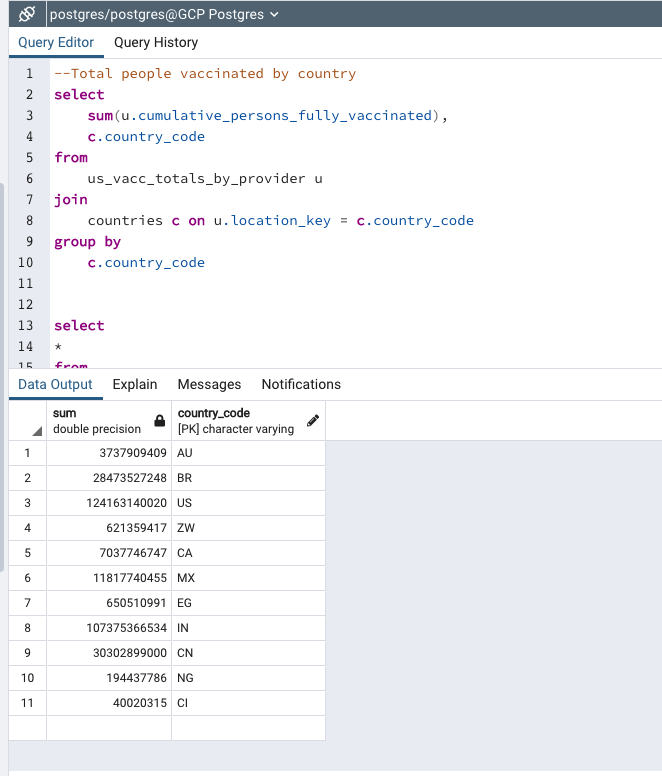 postgres/postgres@GCP Postgres
Query Editor Query History
1 --Total people vaccinated by country
2 select
3 sum(u.cumulative_persons_fully_vaccinated),
4 c.country_code
5 from
6 us_vacc_totals_by_provider u
7 join
8 countries c on u.location_key = c.country_code
9 group by
10 c.country_code
11
12
13 select
14 *
15 from
Data Output Explain Messages Notifications
sum country_code
double precision [PK] character varying
1 3737909409 AU
2 28473527248 BR
3 124163140020 US
4 621359417 ZW
5 7037746747 CA
6 11817740455 MX
7 650510991 EG
8 107375366534 IN
9 30302899000 CN
10 194437786 NG
11 40020315 CI